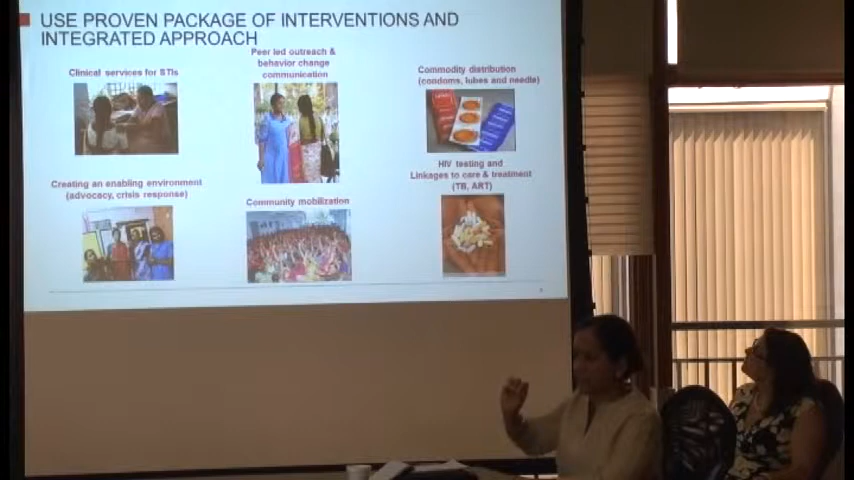 USE PROVEN PACKAGE OF INTERVENTIONS AND
INTEGRATED APPROACH
Clinical services for STIs
Peer led outreach &
behavior change
communication
Commodity distribution
(condoms, lubes and needle)
Creating an enabling environment
(advocacy, crisis response)
Community mobilization
HIV testing and
Linkages to care & treatment
(TB, ART)